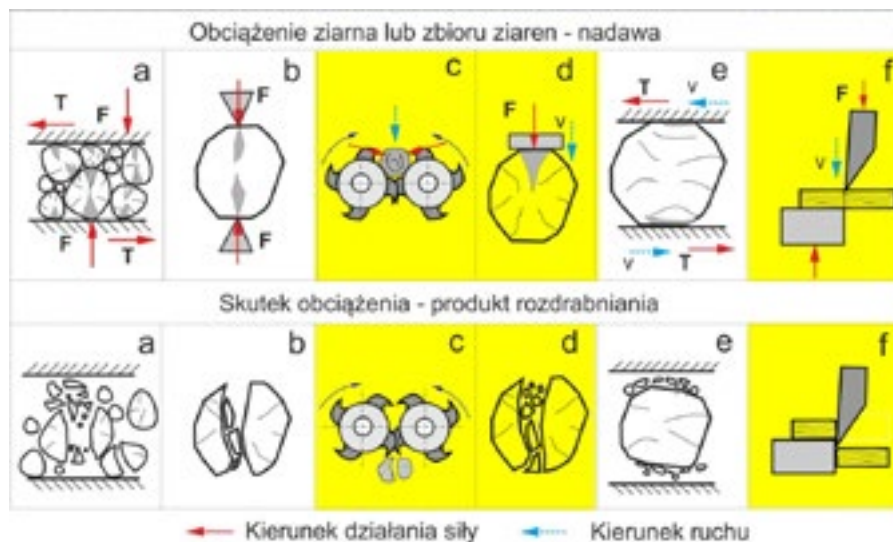 Obciążenie ziarna lub zbioru ziaren - nadawa
a b c d e f
T F F T
F F
F v
T v v T
F v
Skutek obciążenia - produkt rozdrabniania
a b c d e f
Kierunek działania siły Kierunek ruchu